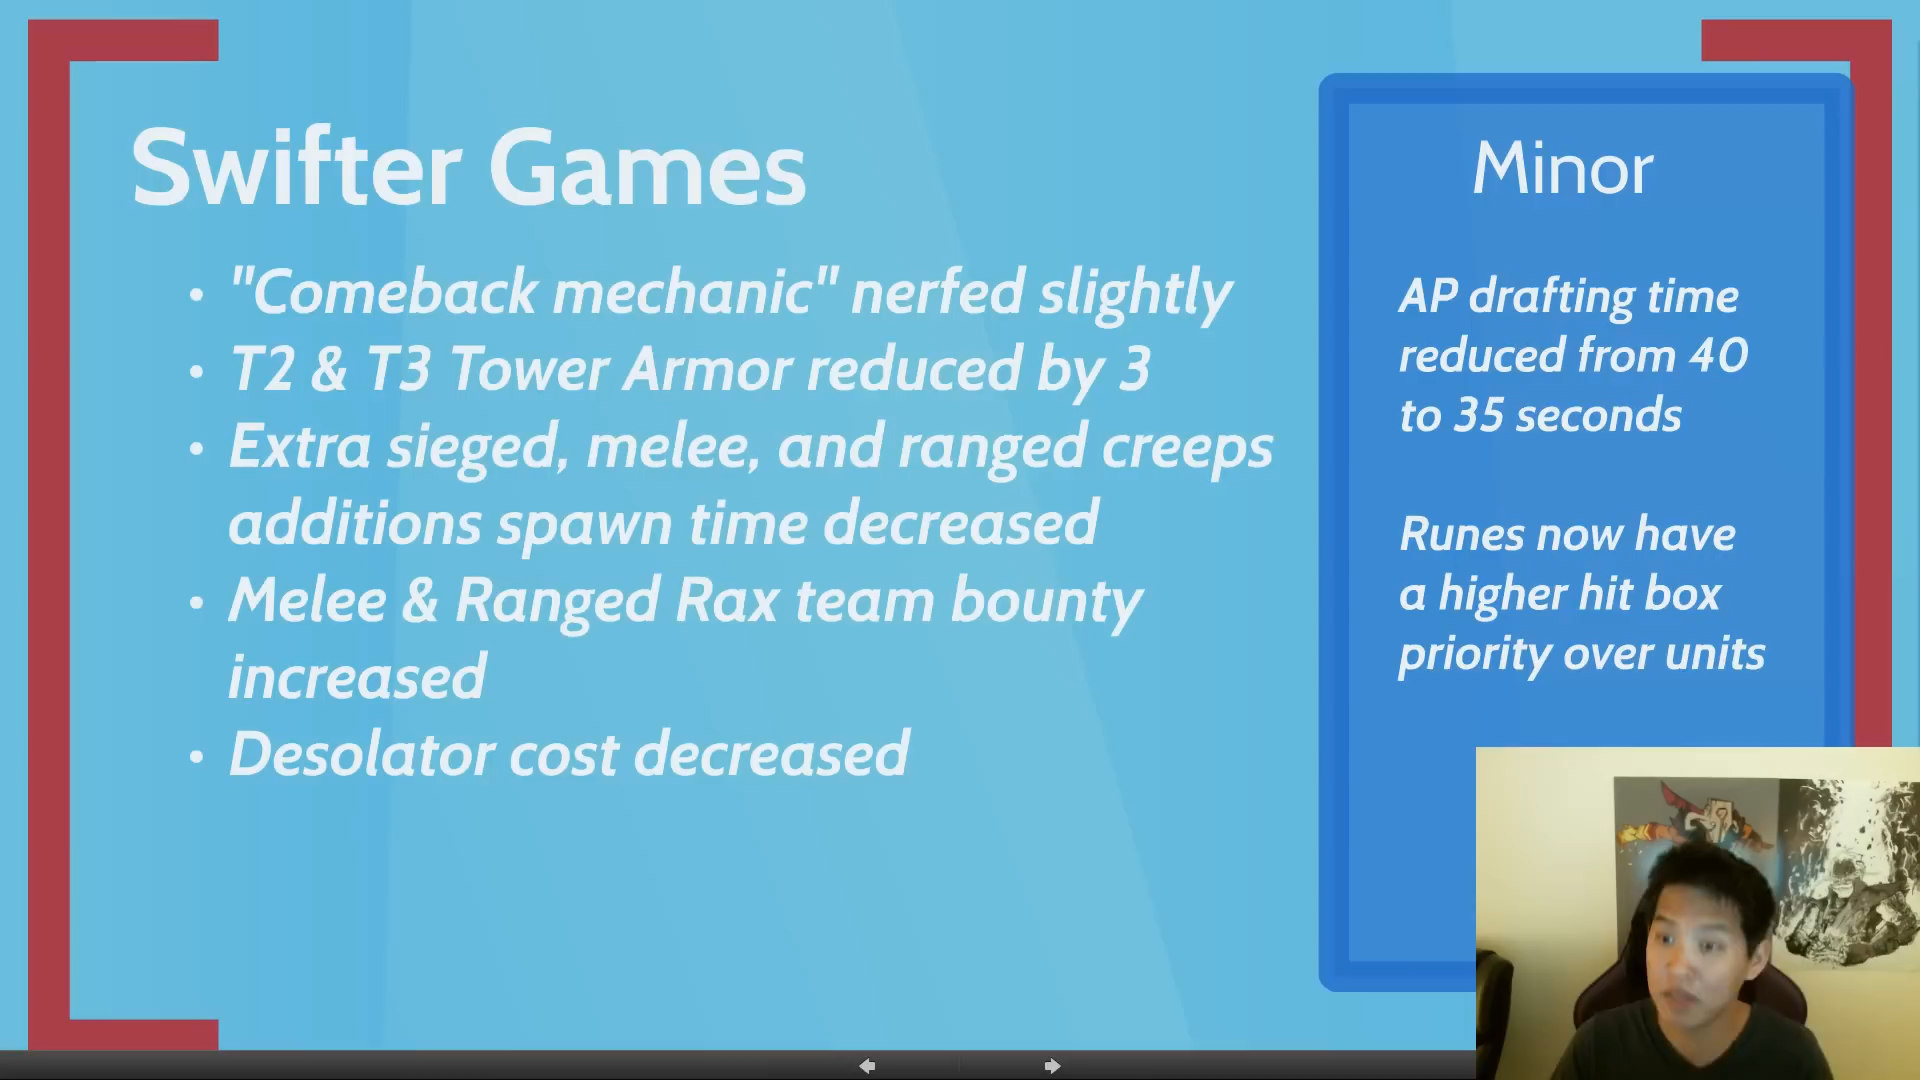 Swifter Games
• "Comeback mechanic" nerfed slightly
• T2 & T3 Tower Armor reduced by 3
• Extra sieged, melee, and ranged creeps
additions spawn time decreased
• Melee & Ranged Rax team bounty
increased
• Desolator cost decreased
Minor
AP drafting time
reduced from 40
to 35 seconds
Runes now have
a higher hit box
priority over units